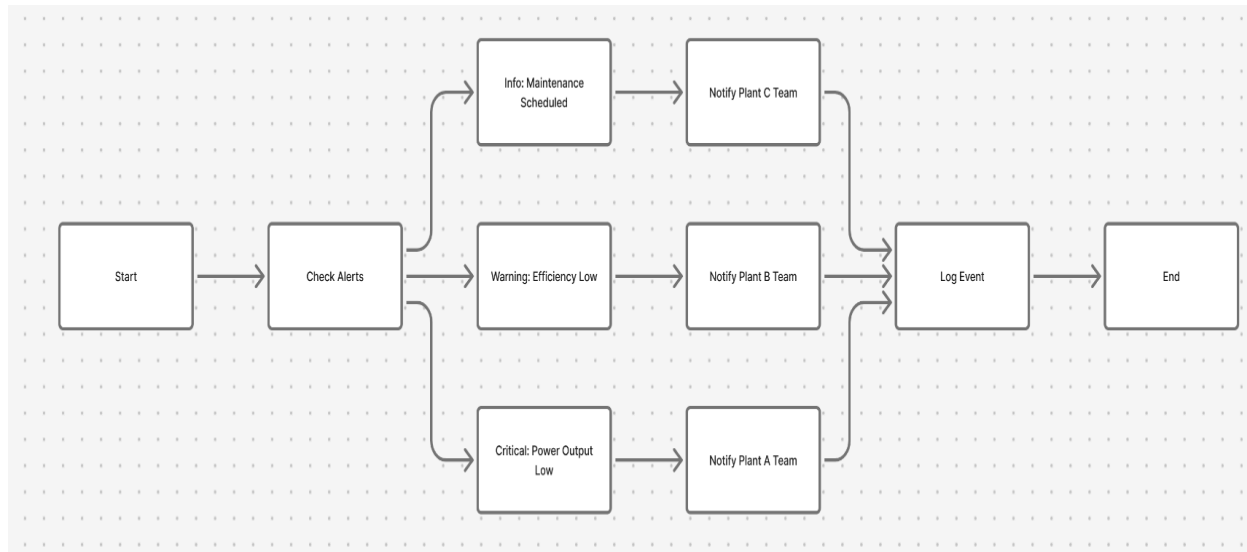 Info: Maintenance
Scheduled
Notify Plant C Team
Start
Check Alerts
Warning: Efficiency Low
Notify Plant B Team
Log Event
End
Critical: Power Output
Low
Notify Plant A Team